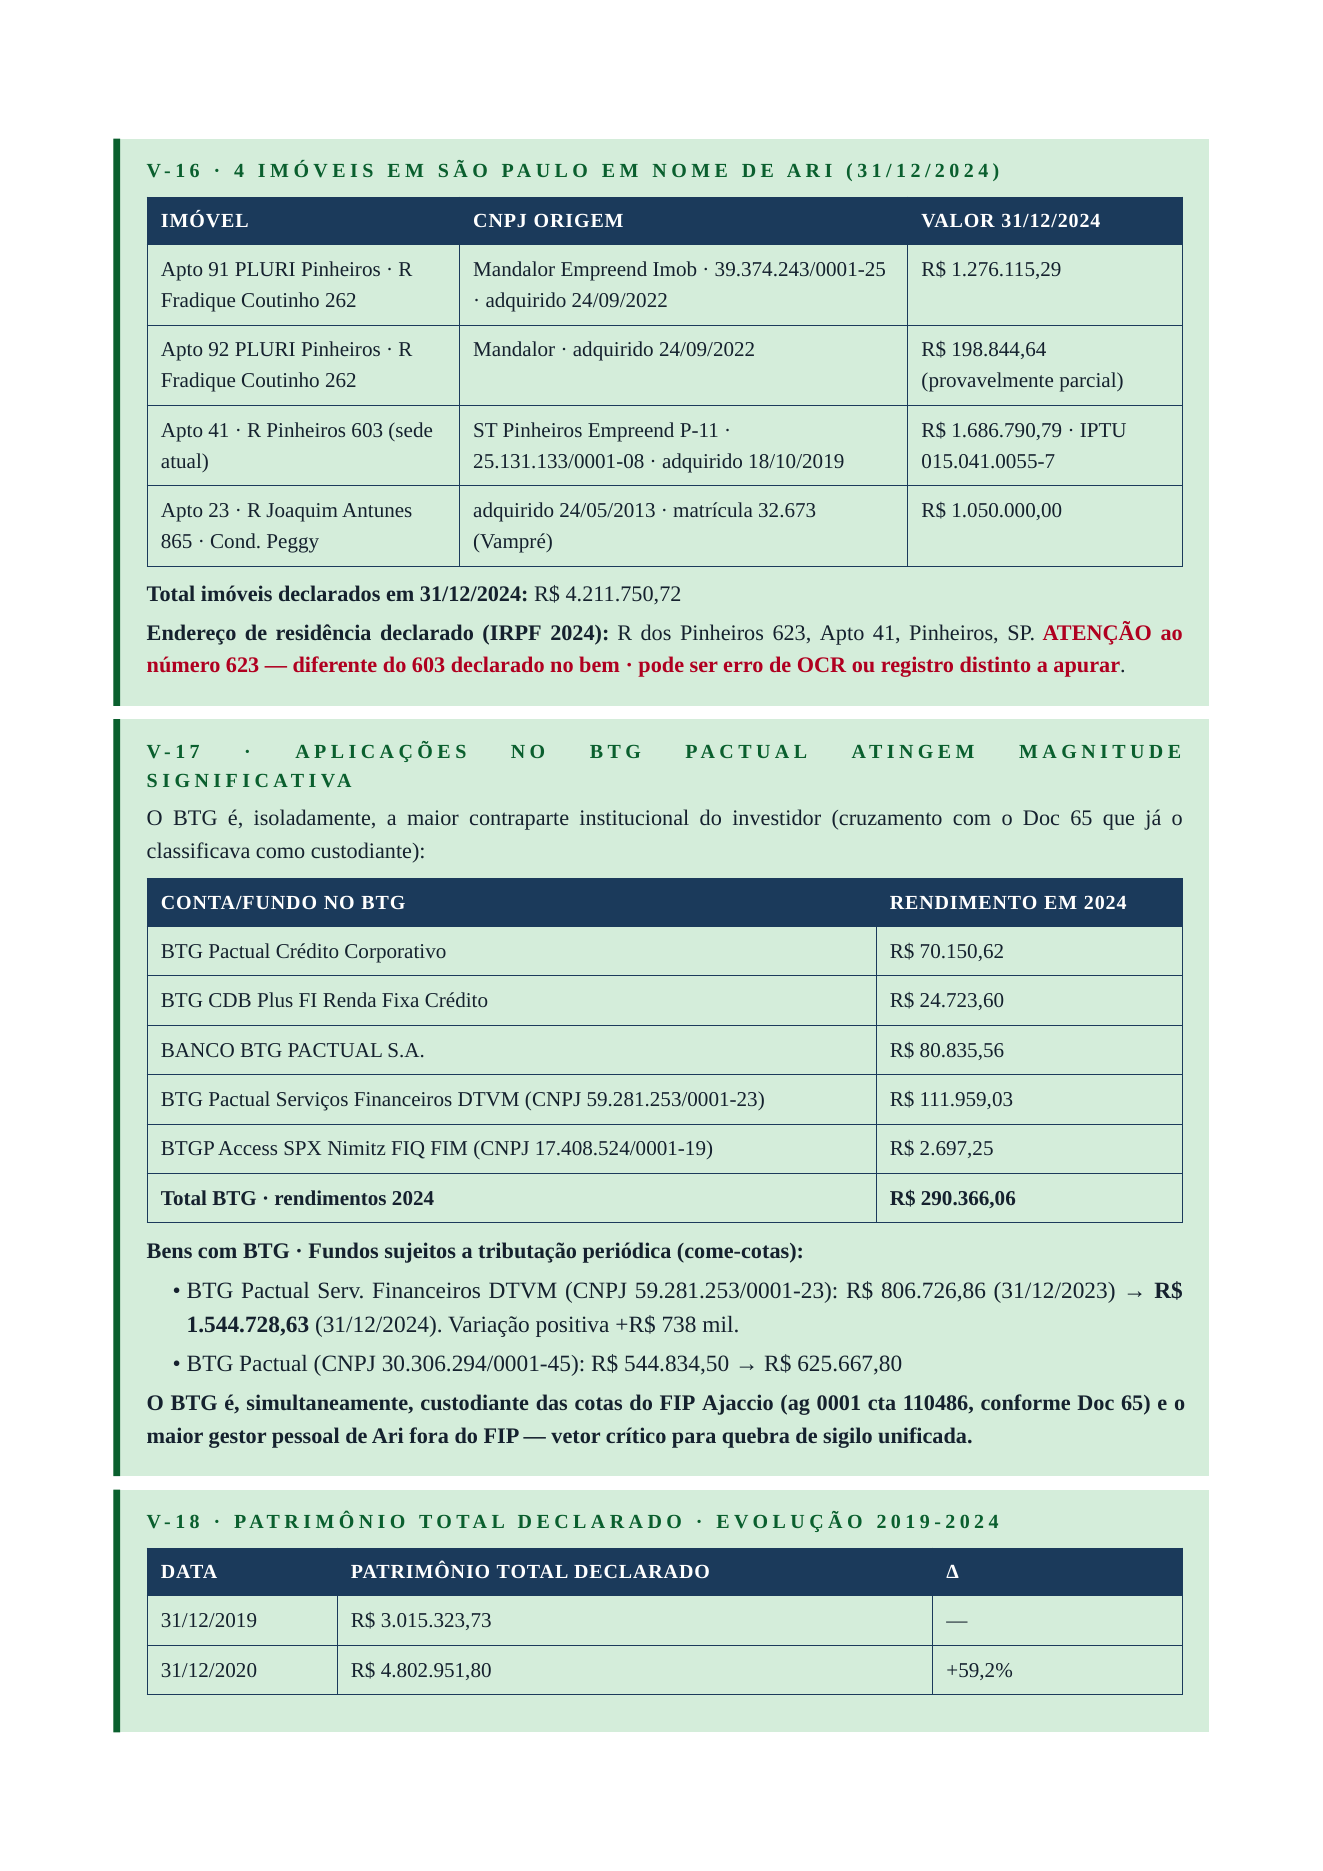 V-16 · 4 IMÓVEIS EM SÃO PAULO EM NOME DE ARI (31/12/2024)
IMÓVEL CNPJ ORIGEM VALOR 31/12/2024
Apto 91 PLURI Pinheiros · R Mandalor Empreend Imob · 39.374.243/0001-25 R$ 1.276.115,29
Fradique Coutinho 262 · adquirido 24/09/2022
Apto 92 PLURI Pinheiros · R Mandalor · adquirido 24/09/2022 R$ 198.844,64
Fradique Coutinho 262 (provavelmente parcial)
Apto 41 · R Pinheiros 603 (sede ST Pinheiros Empreend P-11 · R$ 1.686.790,79 · IPTU
atual) 25.131.133/0001-08 · adquirido 18/10/2019 015.041.0055-7
Apto 23 · R Joaquim Antunes adquirido 24/05/2013 · matrícula 32.673 R$ 1.050.000,00
865 · Cond. Peggy (Vampré)
Total imóveis declarados em 31/12/2024: R$ 4.211.750,72
Endereço de residência declarado (IRPF 2024): R dos Pinheiros 623, Apto 41, Pinheiros, SP. ATENÇÃO ao
número 623 — diferente do 603 declarado no bem · pode ser erro de OCR ou registro distinto a apurar.
V-17 · APLICAÇÕES NO BTG PACTUAL ATINGEM MAGNITUDE
SIGNIFICATIVA
O BTG é, isoladamente, a maior contraparte institucional do investidor (cruzamento com o Doc 65 que já o
classificava como custodiante):
CONTA/FUNDO NO BTG RENDIMENTO EM 2024
BTG Pactual Crédito Corporativo R$ 70.150,62
BTG CDB Plus FI Renda Fixa Crédito R$ 24.723,60
BANCO BTG PACTUAL S.A. R$ 80.835,56
BTG Pactual Serviços Financeiros DTVM (CNPJ 59.281.253/0001-23) R$ 111.959,03
BTGP Access SPX Nimitz FIQ FIM (CNPJ 17.408.524/0001-19) R$ 2.697,25
Total BTG · rendimentos 2024 R$ 290.366,06
Bens com BTG · Fundos sujeitos a tributação periódica (come-cotas):
• BTG Pactual Serv. Financeiros DTVM (CNPJ 59.281.253/0001-23): R$ 806.726,86 (31/12/2023) → R$
1.544.728,63 (31/12/2024). Variação positiva +R$ 738 mil.
• BTG Pactual (CNPJ 30.306.294/0001-45): R$ 544.834,50 → R$ 625.667,80
O BTG é, simultaneamente, custodiante das cotas do FIP Ajaccio (ag 0001 cta 110486, conforme Doc 65) e o
maior gestor pessoal de Ari fora do FIP — vetor crítico para quebra de sigilo unificada.
V-18 · PATRIMÔNIO TOTAL DECLARADO · EVOLUÇÃO 2019-2024
DATA PATRIMÔNIO TOTAL DECLARADO Δ
31/12/2019 R$ 3.015.323,73 —
31/12/2020 R$ 4.802.951,80 +59,2%